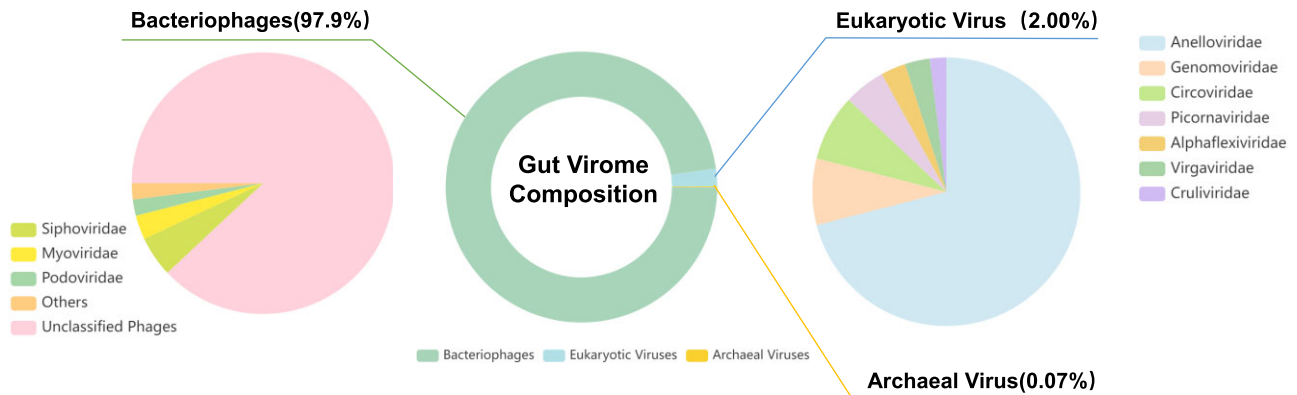 Bacteriophages(97.9%)
Siphoviridae
Myoviridae
Podoviridae
Others
Unclassified Phages
Gut Virome
Composition
Bacteriophages
Eukaryotic Viruses
Archaeal Viruses
Eukaryotic Virus（2.00%)
Anelloviridae
Genomoviridae
Circoviridae
Picornaviridae
Alphaflexiviridae
Virgaviridae
Cruliviridae
Archaeal Virus(0.07%)